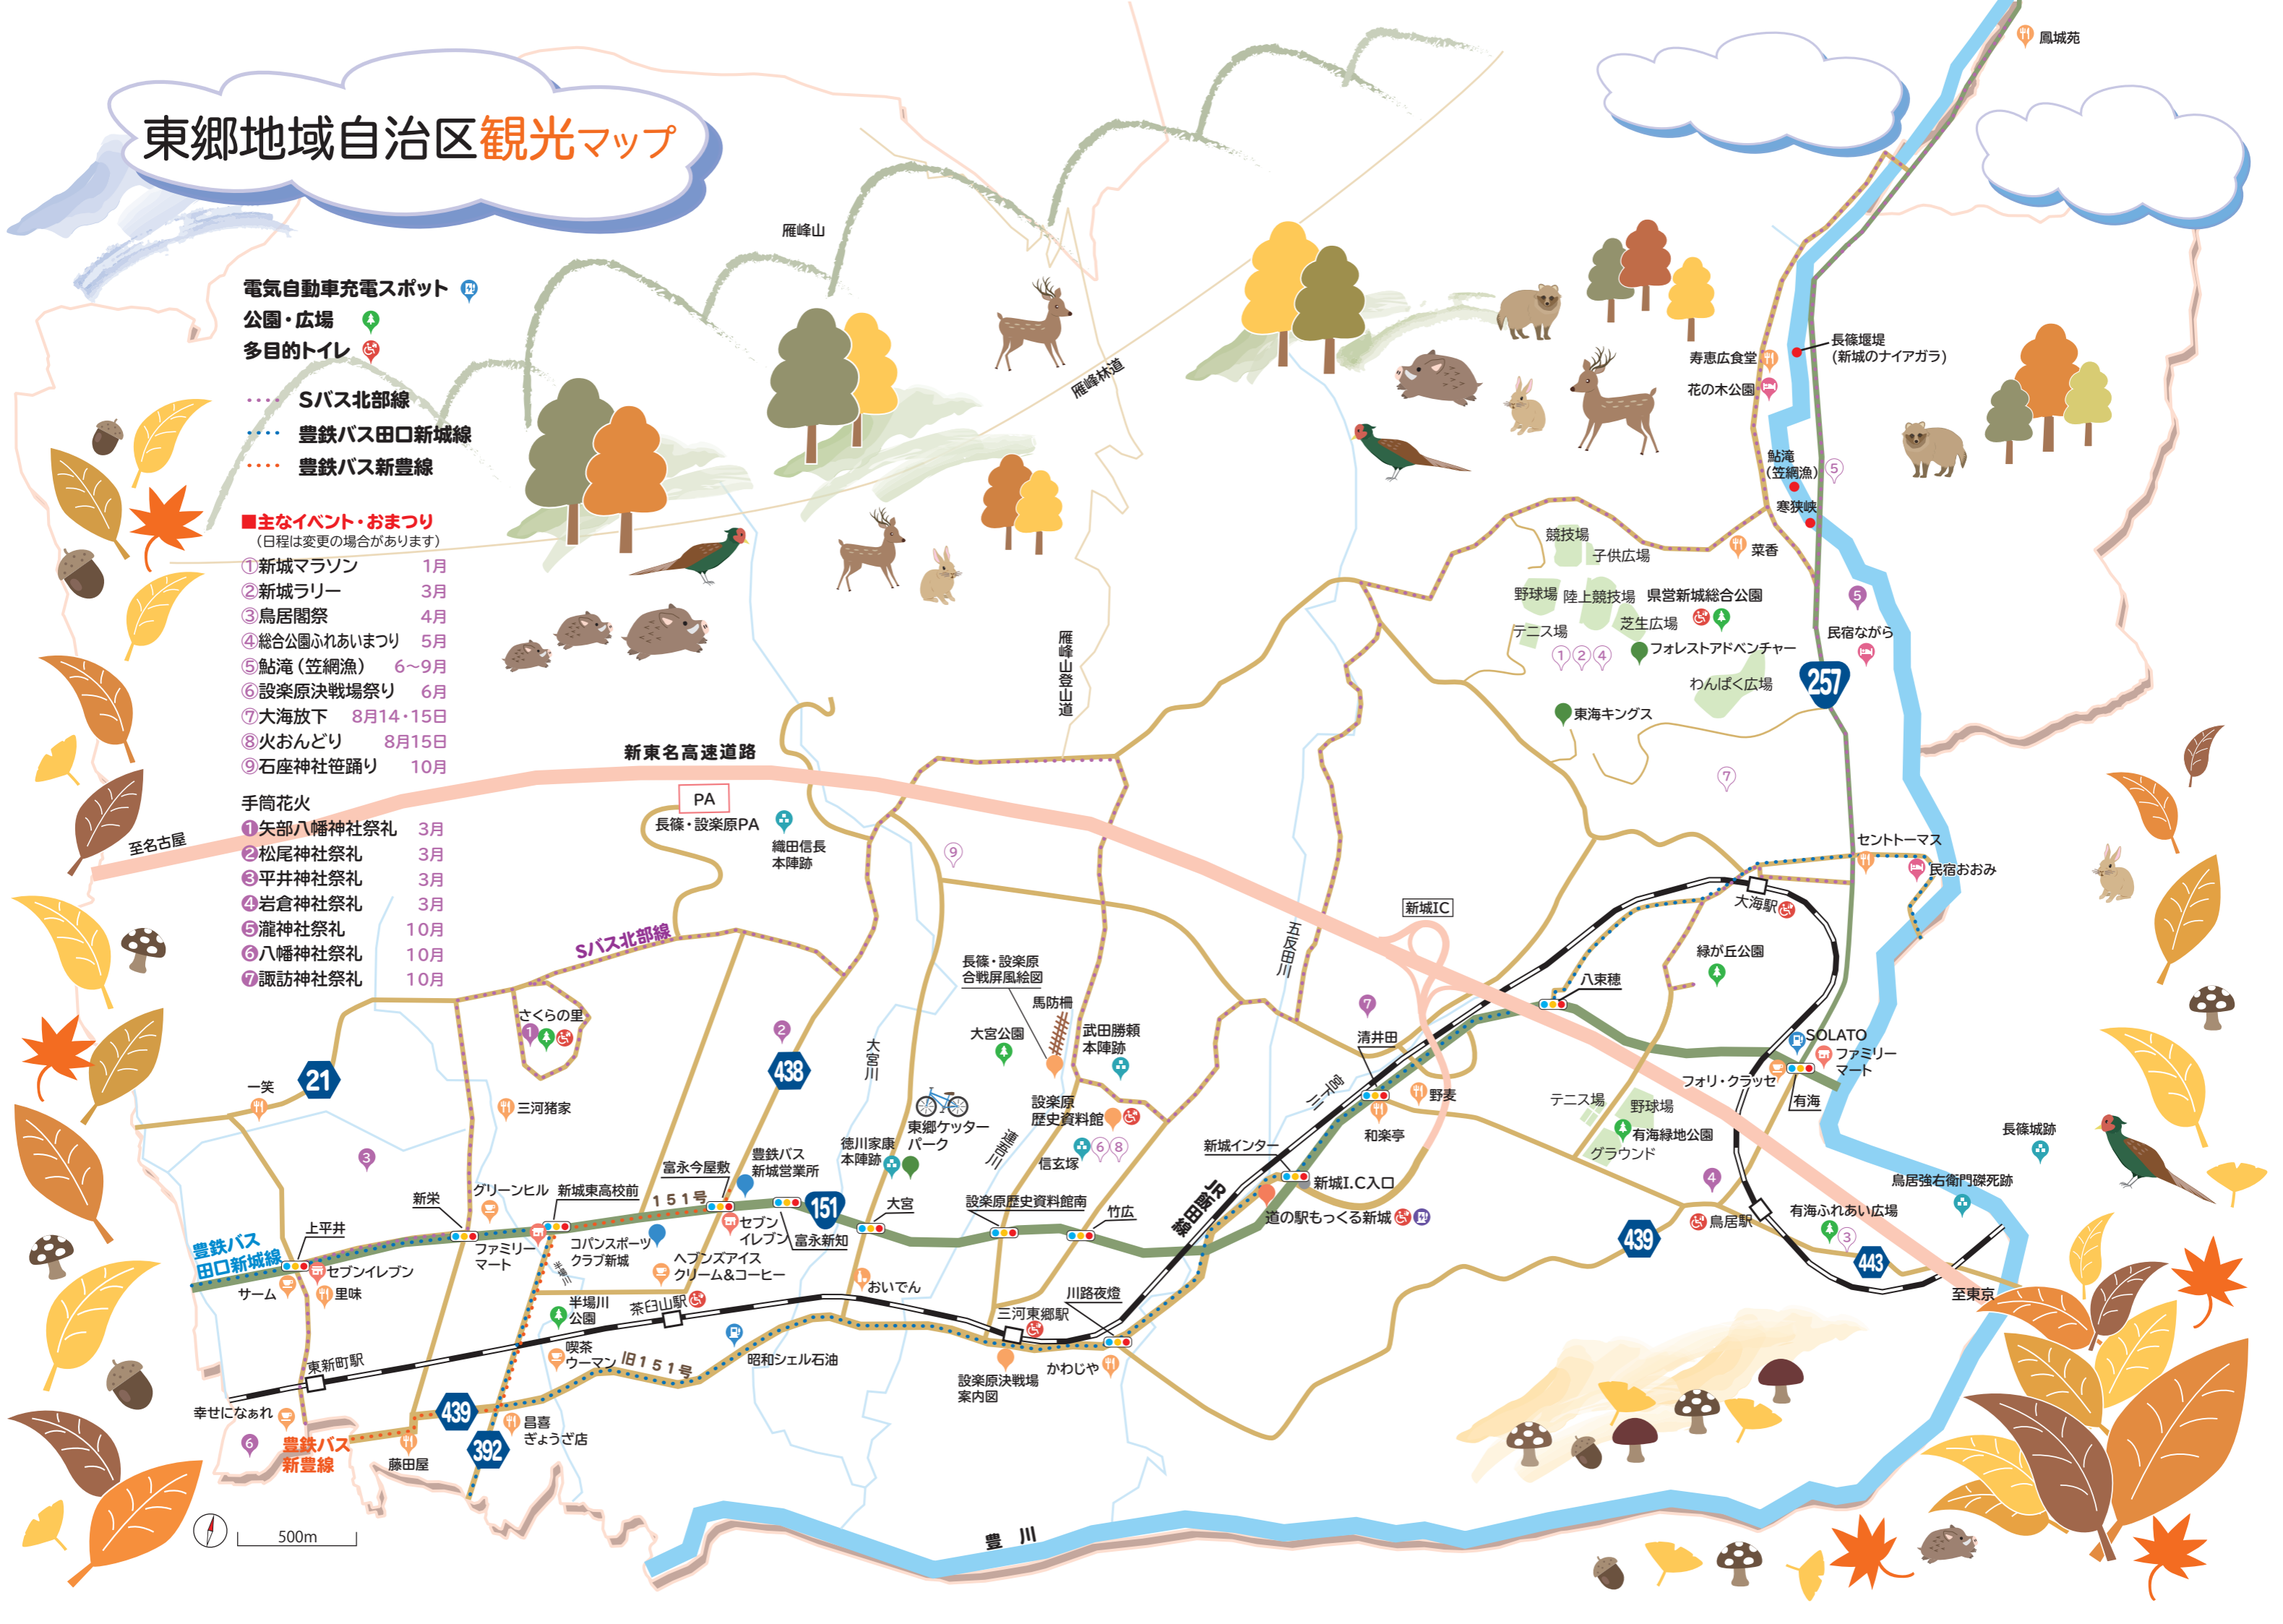 東郷地域自治区観光マップ
鳳城苑
雁峰山
電気自動車充電スポット
公園・広場
多目的トイレ
Sバス北部線
豊鉄バス田口新城線
豊鉄バス新豊線
■主なイベント・おまつり
(日程は変更の場合があります)
①新城マラソン 1月
②新城ラリー 3月
③鳥居閣祭 4月
④総合公園ふれあいまつり 5月
⑤鮎滝(笠網漁) 6〜9月
⑥設楽原決戦場祭り 6月
⑦大海放下 8月14・15日
⑧火おんどり 8月15日
⑨石座神社笹踊り 10月
手筒花火
❶矢部八幡神社祭礼 3月
❷松尾神社祭礼 3月
❸平井神社祭礼 3月
❹岩倉神社祭礼 3月
❺瀧神社祭礼 10月
❻八幡神社祭礼 10月
❼諏訪神社祭礼 10月
雁峰林道
雁峰山登山道
寿恵広食堂
花の木公園
長篠堰堤
(新城のナイアガラ)
鮎滝
(笠網漁)
⑤
寒狭峡
菜香
競技場
子供広場
野球場
陸上競技場
県営新城総合公園
芝生広場
テニス場
① ② ④
フォレストアドベンチャー
わんぱく広場
東海キングス
❺
民宿ながら
257
⑦
新東名高速道路
至名古屋
PA
長篠・設楽原PA
織田信長
本陣跡
⑨
セントトーマス
民宿おおみ
大海駅
新城IC
五反田川
緑が丘公園
八束穂
Sバス北部線
長篠・設楽原
合戦屏風絵図
馬防柵
大宮公園
武田勝頼
本陣跡
さくらの里
❶
❷
438
大宮川
❼
清井田
宮下川
野麦
和楽亭
SOLATO
ファミリー
マート
フォリ・クラッセ
有海
21
一笑
三河猪家
❸
東郷ケッター
パーク
徳川家康
本陣跡
連吾川
設楽原
歴史資料館
信玄塚
⑥ ⑧
テニス場
野球場
有海緑地公園
グラウンド
長篠城跡
鳥居強右衛門磔死跡
❹
鳥居駅
有海ふれあい広場
③
443
439
至東京
新城インター
新城I.C入口
道の駅もっくる新城
JR飯田線
豊鉄バス
新城営業所
富永今屋敷
151号
151
富永新知
大宮
設楽原歴史資料館南
竹広
新栄
グリーンヒル
新城東高校前
上平井
豊鉄バス
田口新城線
セブンイレブン
サーム
里味
ファミリー
マート
コパンスポーツ
クラブ新城
セブン
イレブン
ヘブンズアイス
クリーム&コーヒー
半場川
半場川
公園
茶臼山駅
おいでん
三河東郷駅
川路夜燈
喫茶
ウーマン
旧151号
昭和シェル石油
設楽原決戦場
案内図
かわじや
東新町駅
幸せになぁれ
❻
豊鉄バス
新豊線
藤田屋
439
392
昌喜
ぎょうざ店
500m
豊川